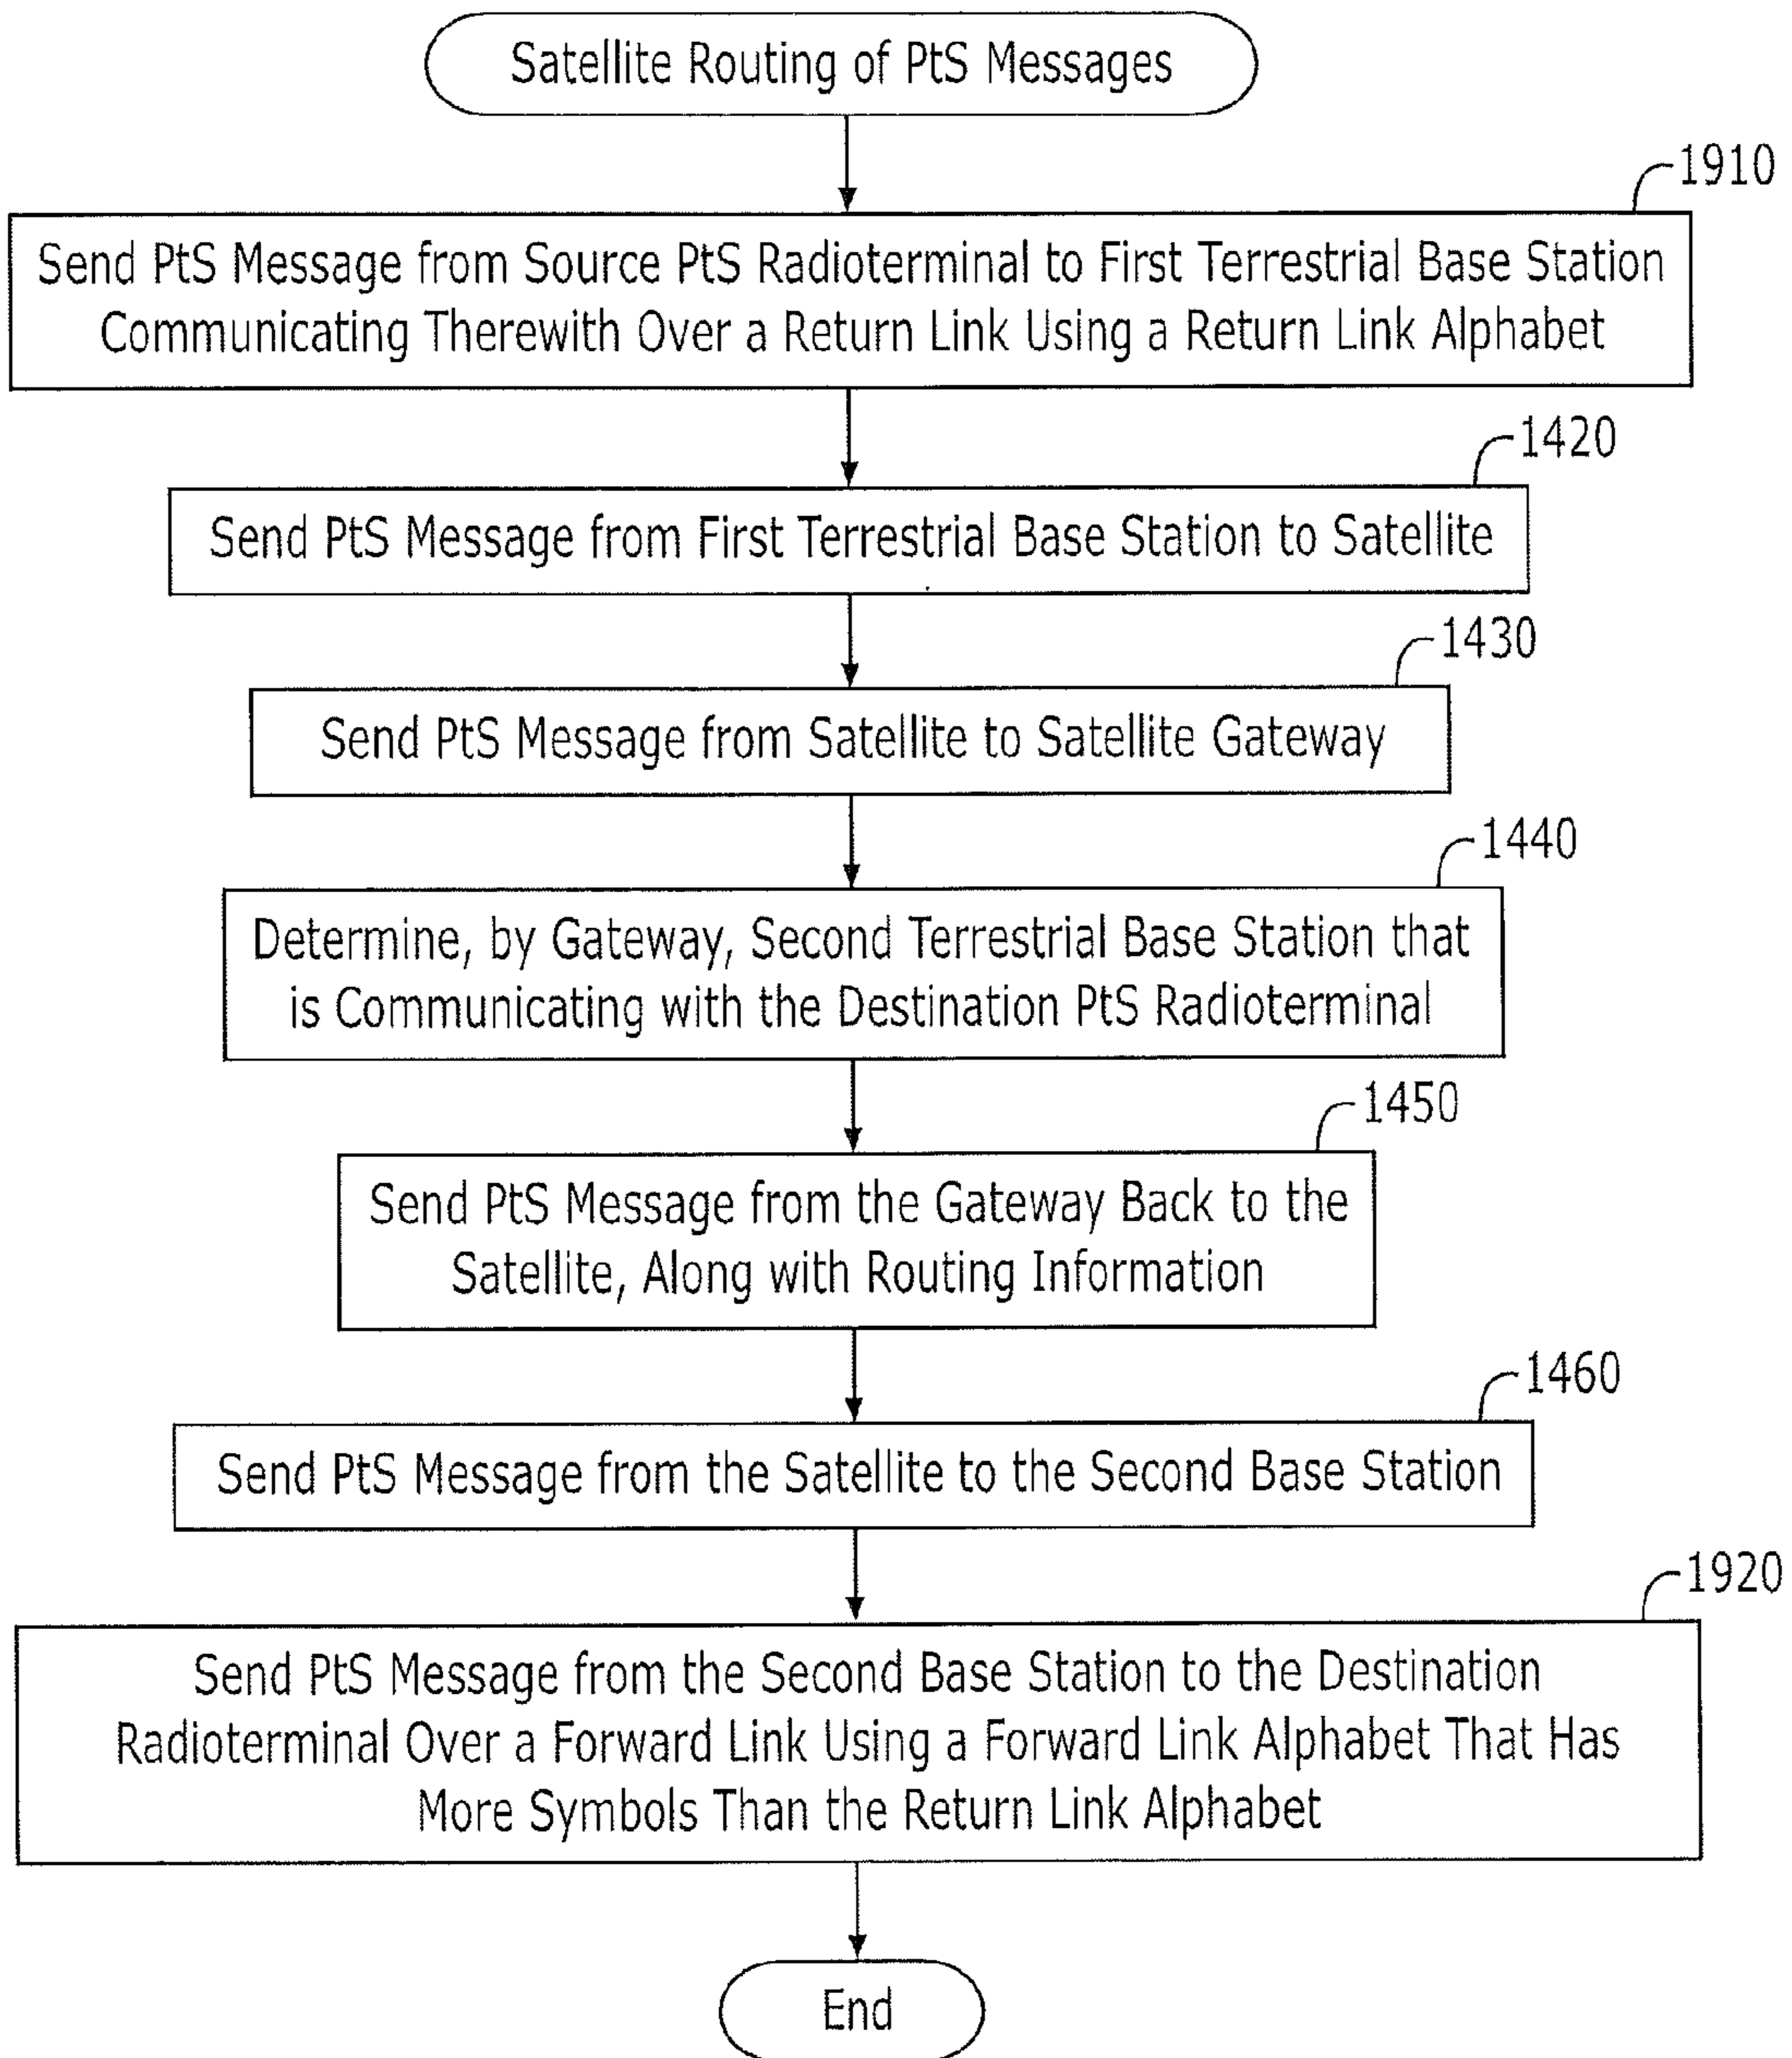 Satellite Routing of PtS Messages
1910
Send PtS Message from Source PtS Radioterminal to First Terrestrial Base Station
Communicating Therewith Over a Return Link Using a Return Link Alphabet
1420
Send PtS Message from First Terrestrial Base Station to Satellite
1430
Send PtS Message from Satellite to Satellite Gateway
1440
Determine, by Gateway, Second Terrestrial Base Station that
is Communicating with the Destination PtS Radioterminal
1450
Send PtS Message from the Gateway Back to the
Satellite, Along with Routing Information
1460
Send PtS Message from the Satellite to the Second Base Station
1920
Send PtS Message from the Second Base Station to the Destination
Radioterminal Over a Forward Link Using a Forward Link Alphabet That Has
More Symbols Than the Return Link Alphabet
End